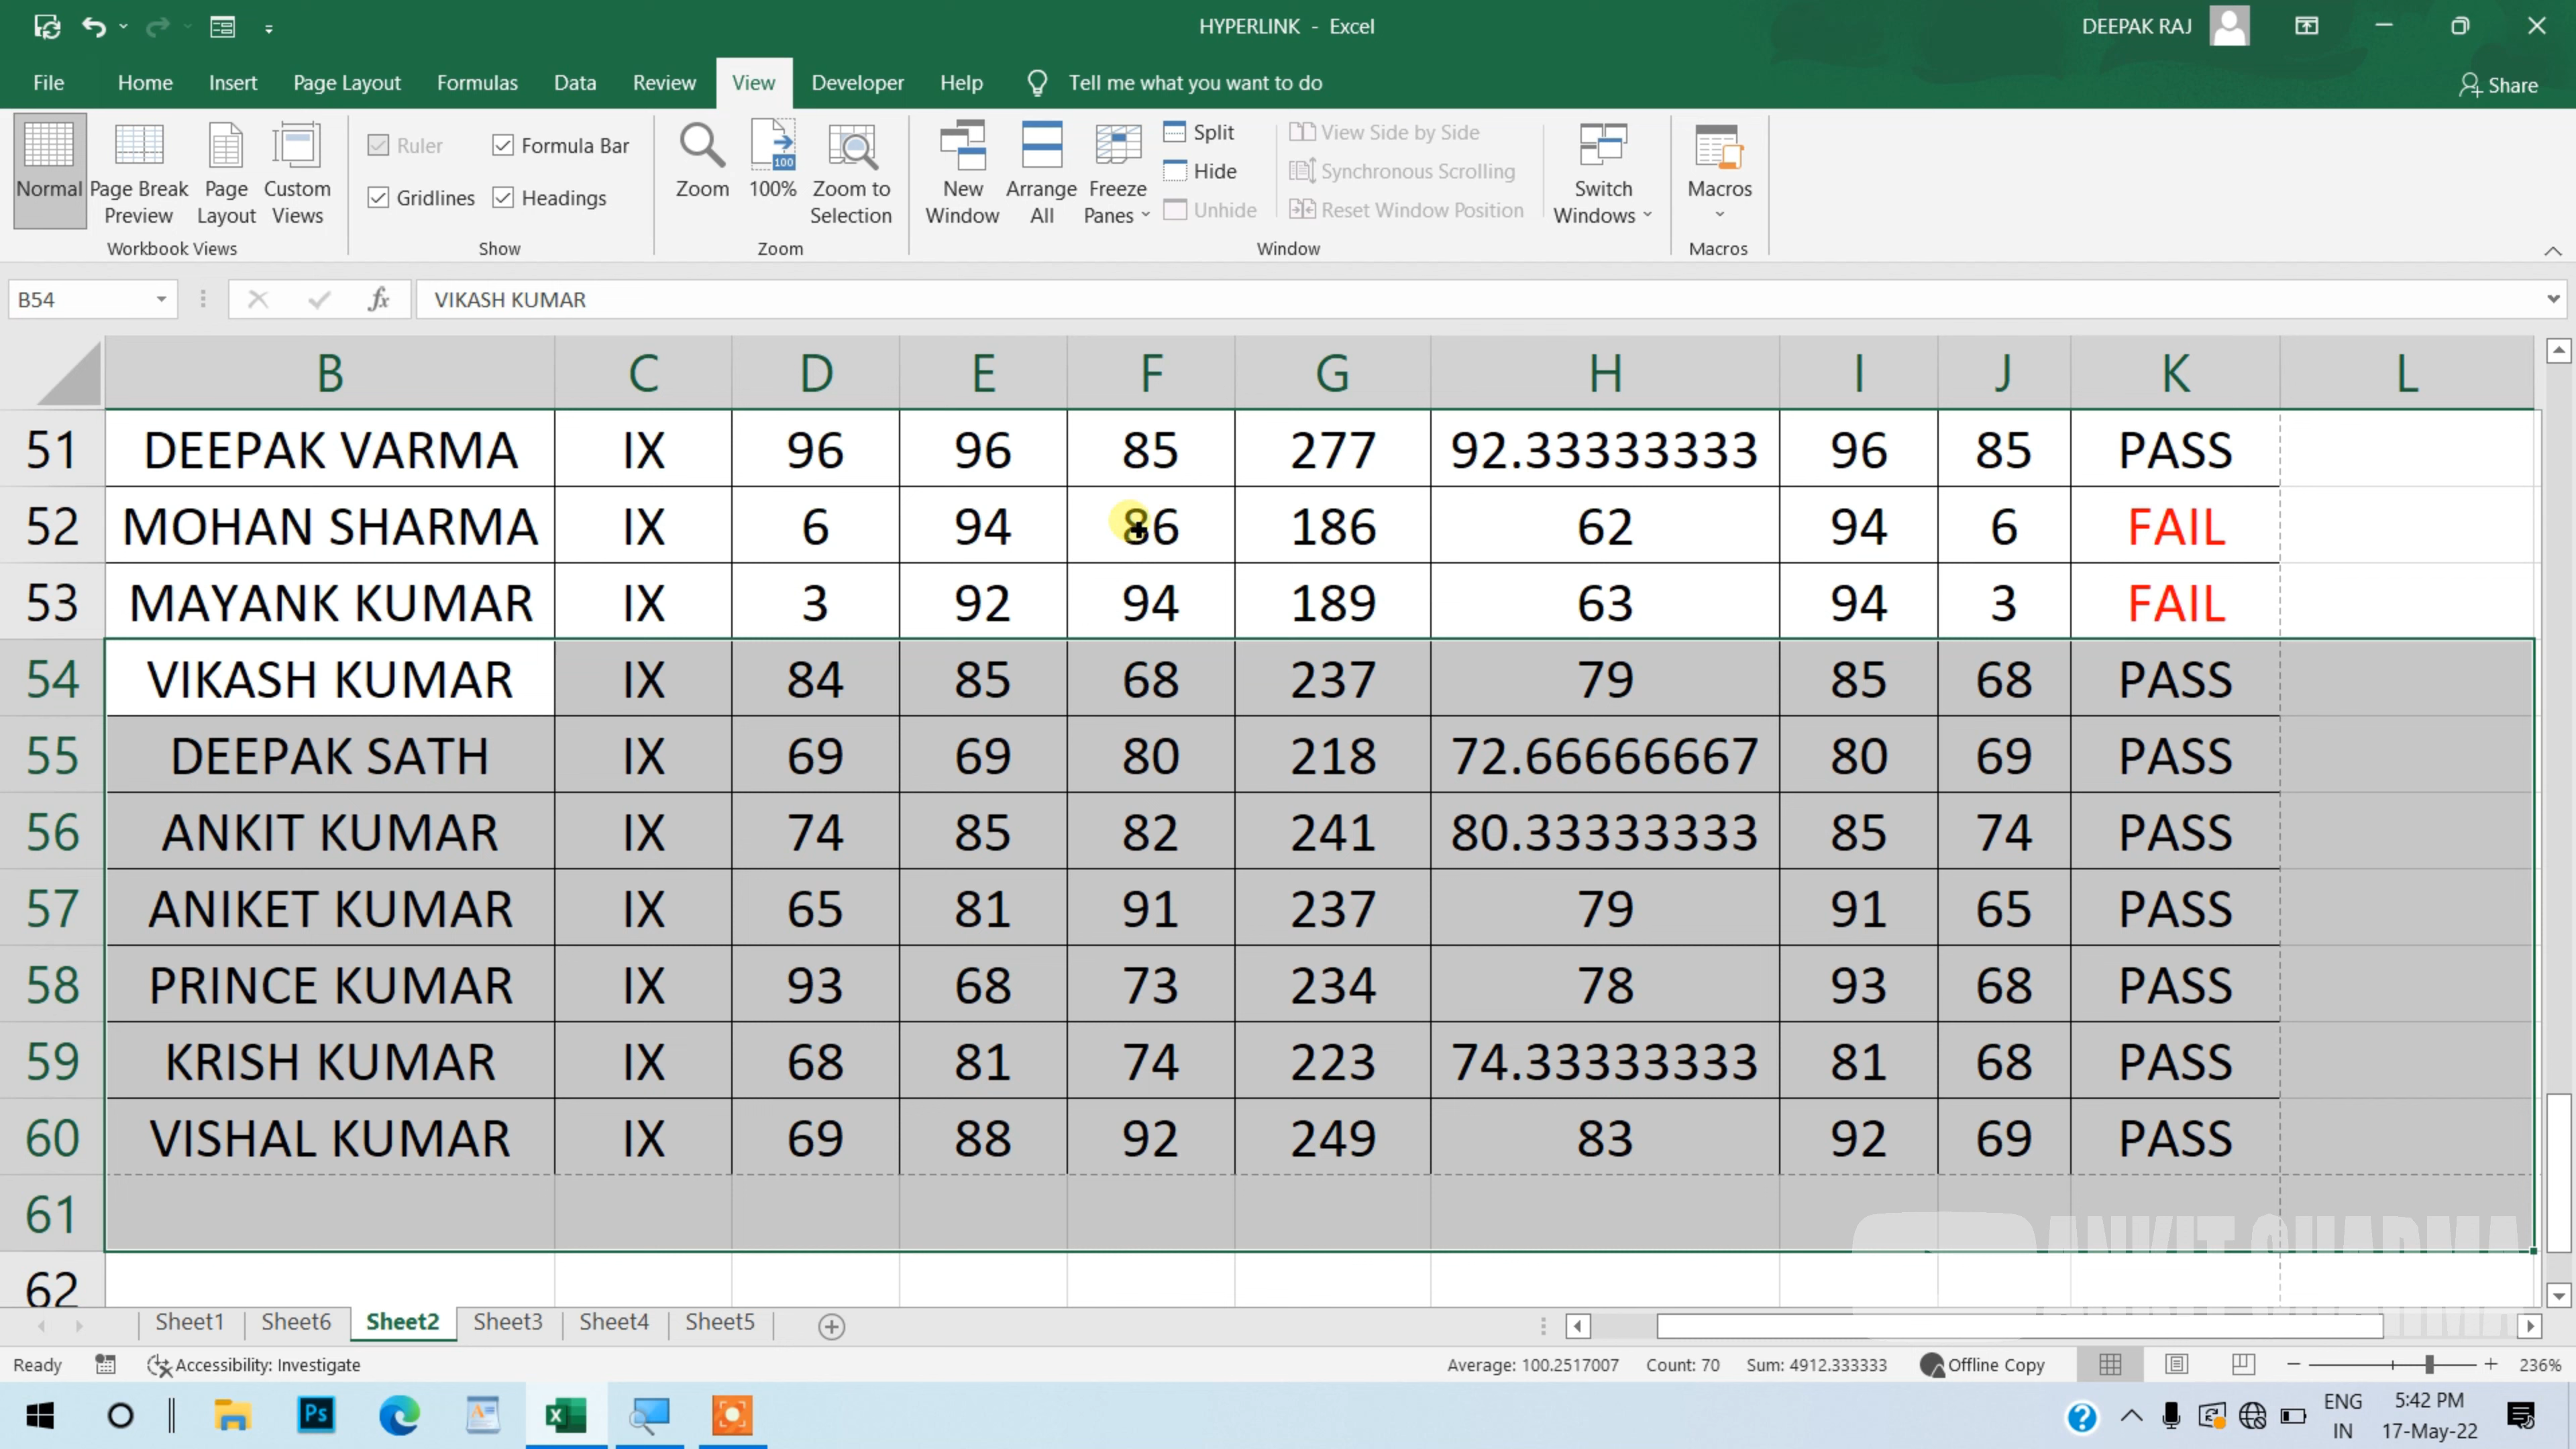 HYPERLINK - Excel
DEEPAK RAJ
File Home Insert Page Layout Formulas Data Review View Developer Help Tell me what you want to do Share
Normal
Page Break Preview
Page Layout
Custom Views
Workbook Views
Ruler
Formula Bar
Gridlines
Headings
Show
Zoom
100
100%
Zoom to Selection
Zoom
New Window
Arrange All
Freeze Panes
Split
Hide
Unhide
View Side by Side
Synchronous Scrolling
Reset Window Position
Window
Switch Windows
Macros
Macros
B54
fx
VIKASH KUMAR
B C D E F G H I J K L
51 DEEPAK VARMA IX 96 96 85 277 92.33333333 96 85 PASS
52 MOHAN SHARMA IX 6 94 86 186 62 94 6 FAIL
53 MAYANK KUMAR IX 3 92 94 189 63 94 3 FAIL
54 VIKASH KUMAR IX 84 85 68 237 79 85 68 PASS
55 DEEPAK SATH IX 69 69 80 218 72.66666667 80 69 PASS
56 ANKIT KUMAR IX 74 85 82 241 80.33333333 85 74 PASS
57 ANIKET KUMAR IX 65 81 91 237 79 91 65 PASS
58 PRINCE KUMAR IX 93 68 73 234 78 93 68 PASS
59 KRISH KUMAR IX 68 81 74 223 74.33333333 81 68 PASS
60 VISHAL KUMAR IX 69 88 92 249 83 92 69 PASS
61
ANKIT SHARMA
62
Sheet1 Sheet6 Sheet2 Sheet3 Sheet4 Sheet5
Ready Accessibility: Investigate Average: 100.2517007 Count: 70 Sum: 4912.333333 Offline Copy 236%
Ps
ENG
IN
5:42 PM
17-May-22